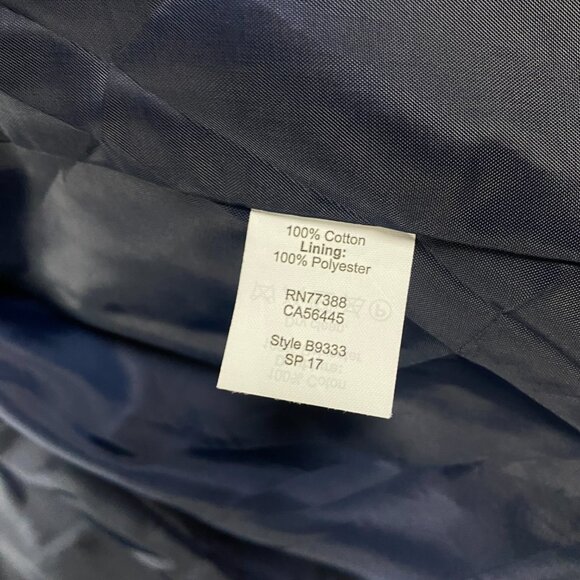 100% Cotton
Lining:
100% Polyester
RN77388
CA56445
Style B9333
SP 17